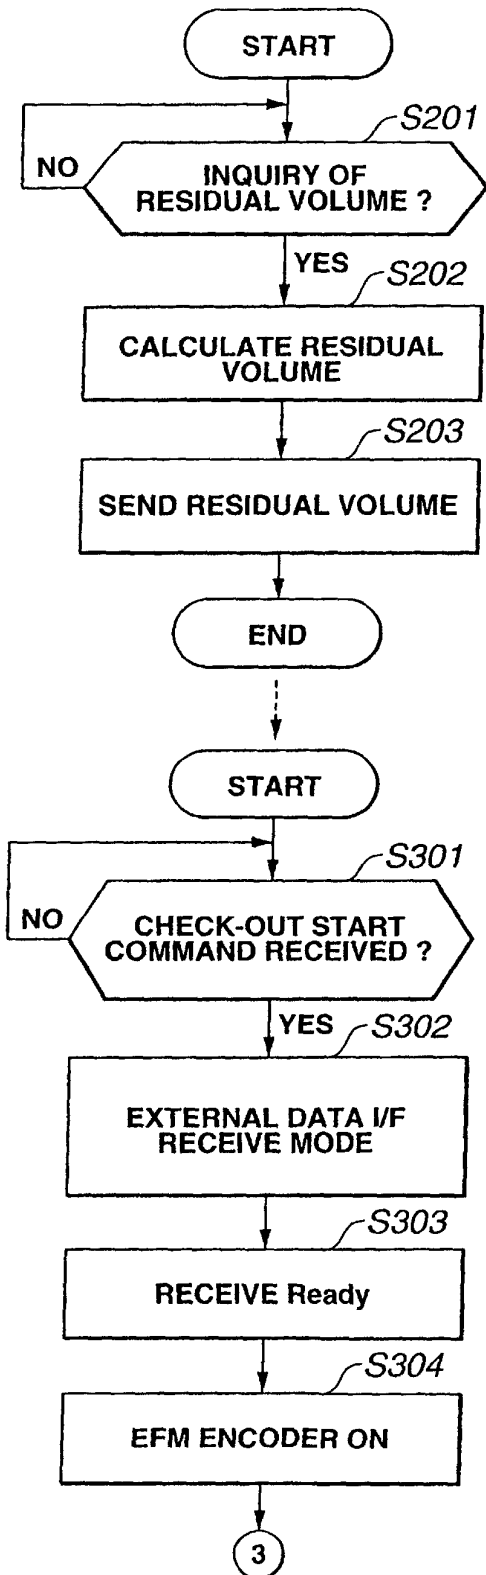 START
S201
NO
INQUIRY OF
RESIDUAL VOLUME ?
YES
S202
CALCULATE RESIDUAL
VOLUME
S203
SEND RESIDUAL VOLUME
END
START
S301
NO
CHECK-OUT START
COMMAND RECEIVED ?
YES
S302
EXTERNAL DATA I/F
RECEIVE MODE
S303
RECEIVE Ready
S304
EFM ENCODER ON
3